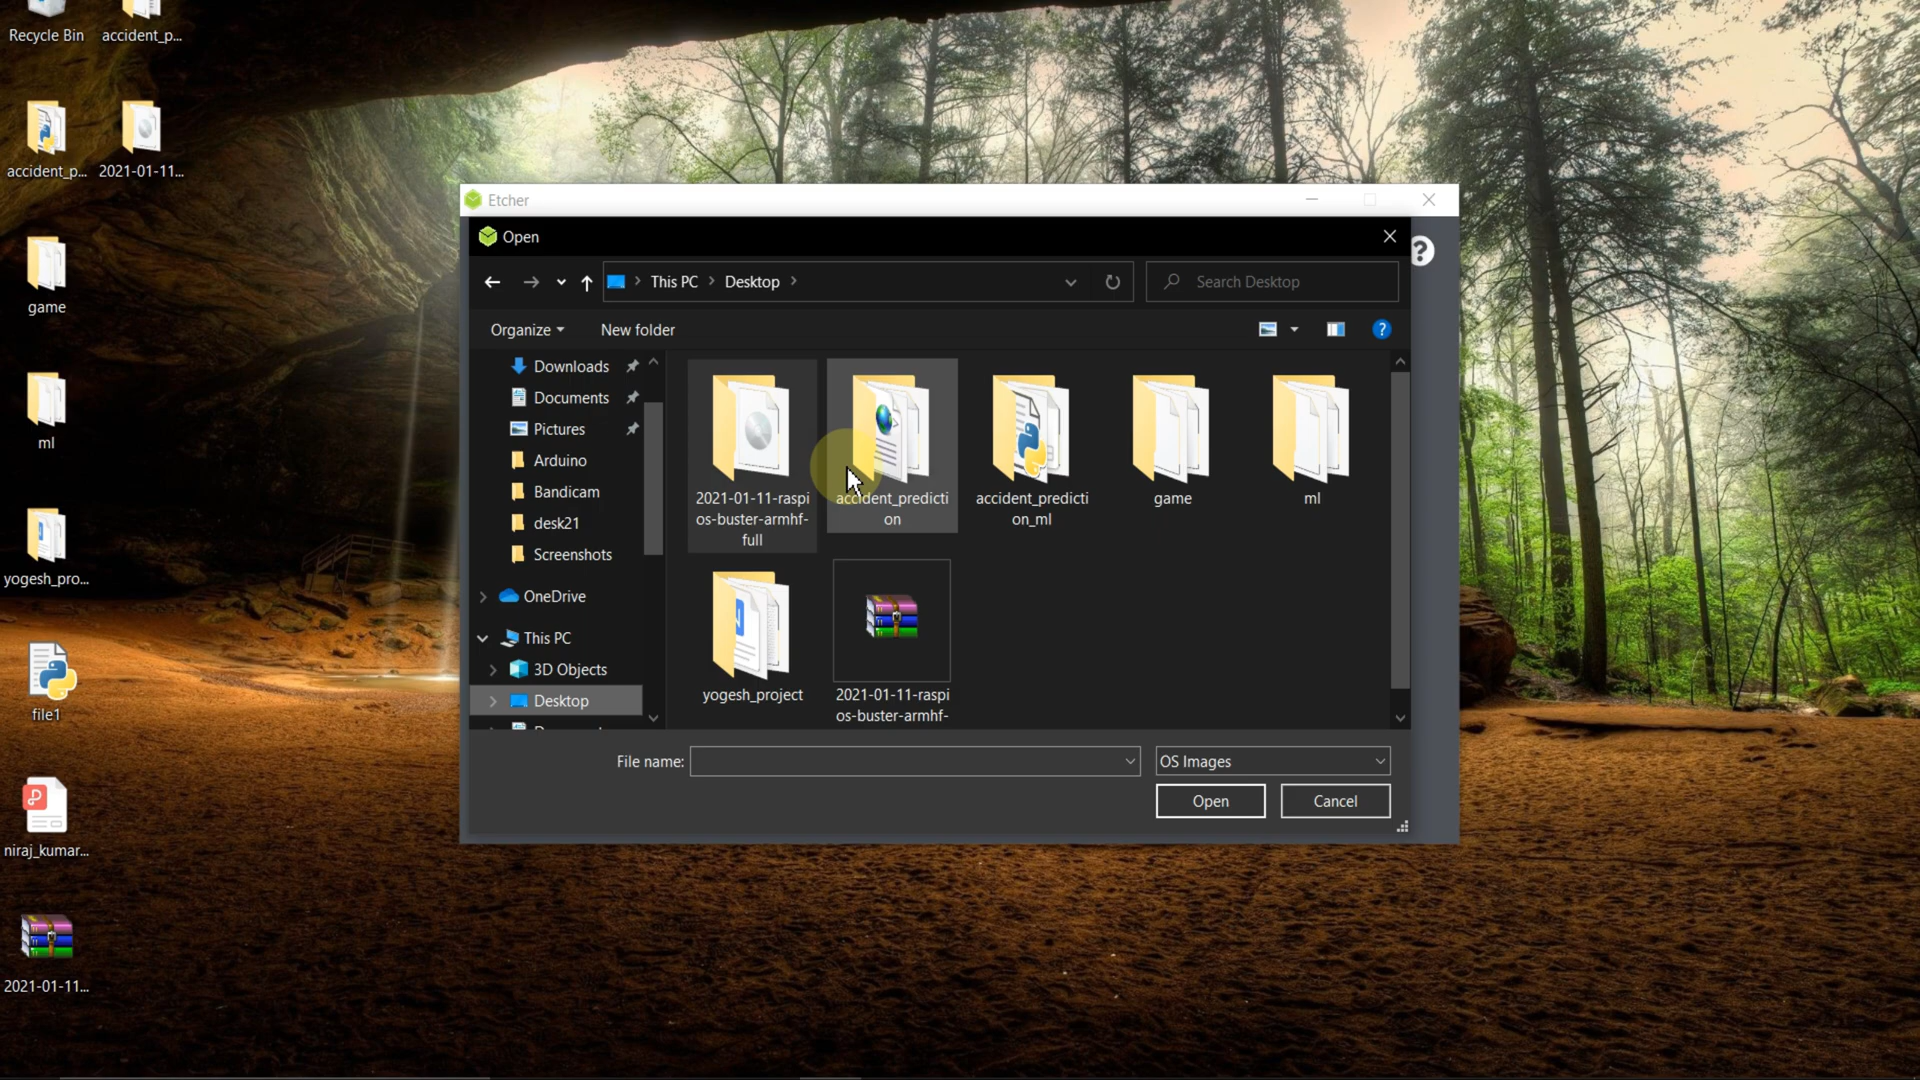 Recycle Bin
accident_p...
accident_p...
2021-01-11...
game
ml
yogesh_pro...
file1
niraj_kumar...
2021-01-11...
Etcher
Open
This PC
Desktop
Search Desktop
Organize
New folder
Downloads
Documents
Pictures
Arduino
Bandicam
desk21
Screenshots
OneDrive
This PC
3D Objects
Desktop
2021-01-11-raspi
os-buster-armhf-
full
accident_predicti
on
accident_predicti
on_ml
game
ml
yogesh_project
2021-01-11-raspi
os-buster-armhf-
File name:
OS Images
Open
Cancel